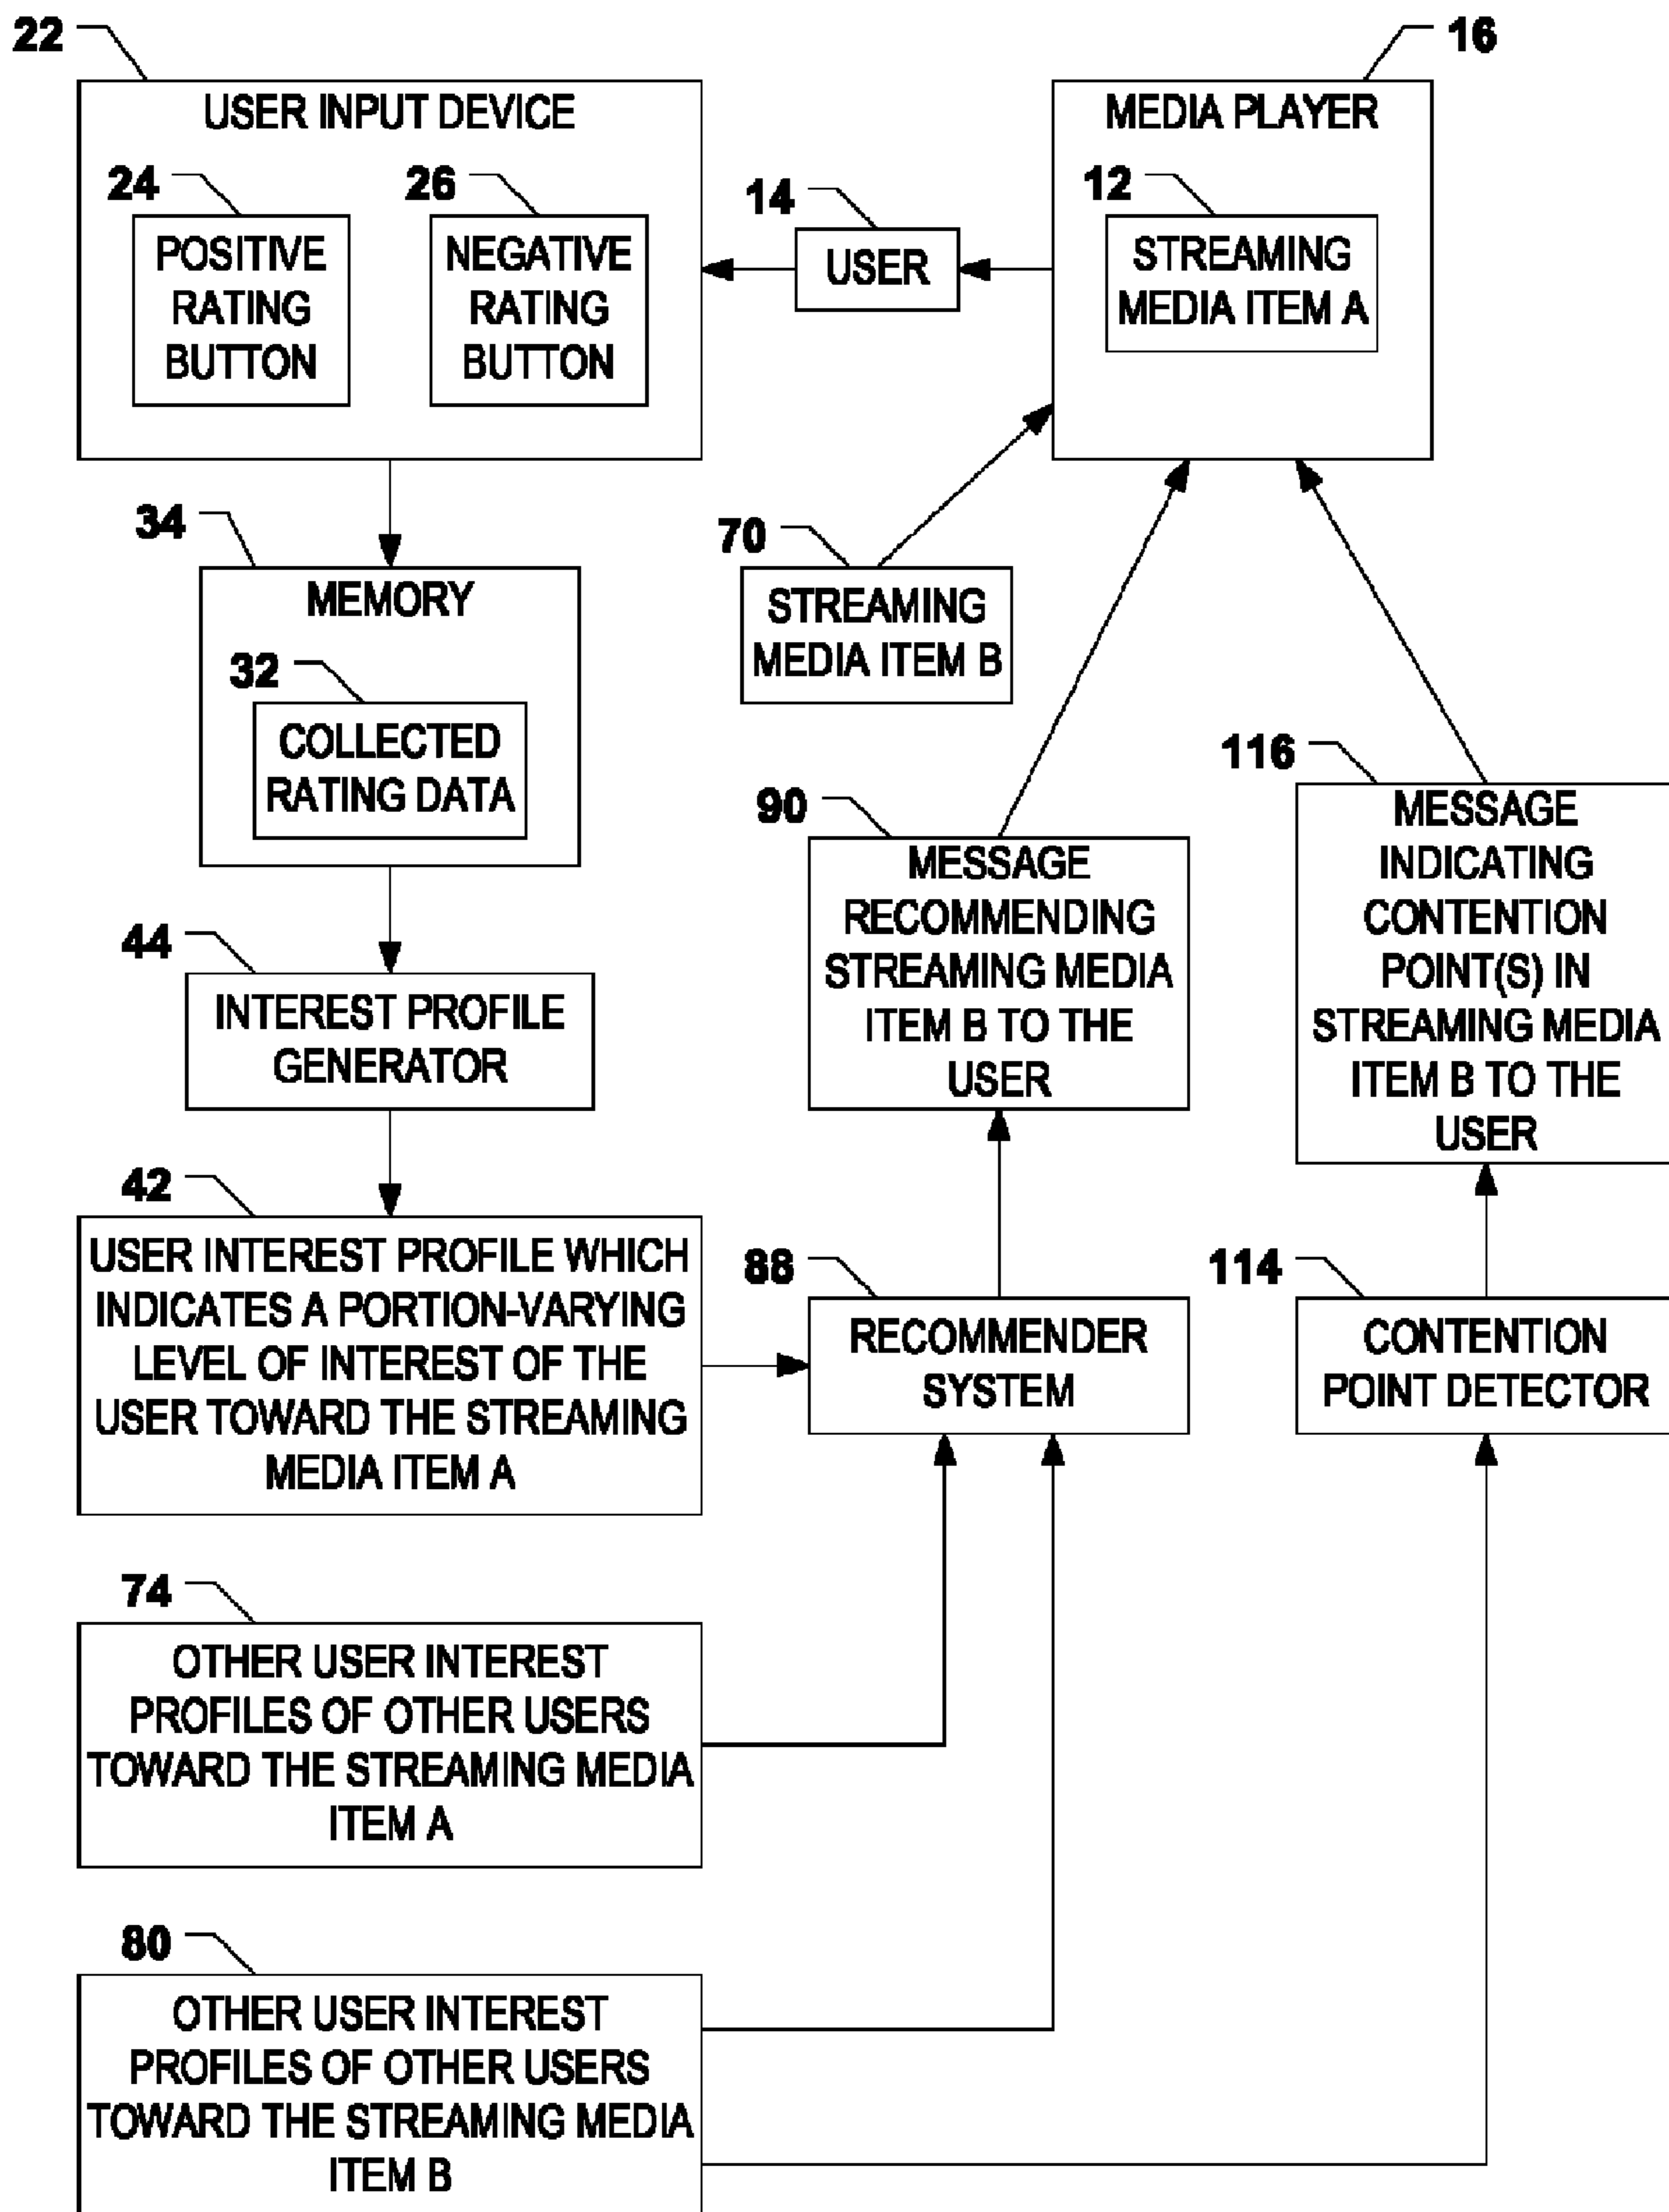 22
USER INPUT DEVICE
24
POSITIVE
RATING
BUTTON
26
NEGATIVE
RATING
BUTTON
14
USER
16
MEDIA PLAYER
12
STREAMING
MEDIA ITEM A
34
MEMORY
32
COLLECTED
RATING DATA
70
STREAMING
MEDIA ITEM B
44
INTEREST PROFILE
GENERATOR
90
MESSAGE
RECOMMENDING
STREAMING MEDIA
ITEM B TO THE
USER
116
MESSAGE
INDICATING
CONTENTION
POINT(S) IN
STREAMING MEDIA
ITEM B TO THE
USER
42
USER INTEREST PROFILE WHICH
INDICATES A PORTION-VARYING
LEVEL OF INTEREST OF THE
USER TOWARD THE STREAMING
MEDIA ITEM A
88
RECOMMENDER
SYSTEM
114
CONTENTION
POINT DETECTOR
74
OTHER USER INTEREST
PROFILES OF OTHER USERS
TOWARD THE STREAMING MEDIA
ITEM A
80
OTHER USER INTEREST
PROFILES OF OTHER USERS
TOWARD THE STREAMING MEDIA
ITEM B